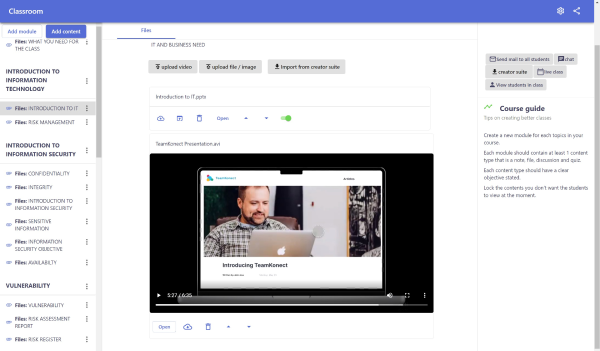 Classroom
Add module
Add content
Files: WHAT YOU NEED FOR
THE CLASS
INTRODUCTION TO
INFORMATION
TECHNOLOGY
Files: INTRODUCTION TO IT
Files: RISK MANAGEMENT
INTRODUCTION TO
INFORMATION SECURITY
Files: CONFIDENTIALITY
Files: INTEGRITY
Files: INTRODUCTION TO
INFORMATION SECURITY
Files: SENSITIVE
INFORMATION
Files: INFORMATION
SECURITY OBJECTIVE
Files: AVAILABILTY
VULNERABILITY
Files: VULNERABILITY
Files: RISK ASSESSMENT
REPORT
Files: RISK REGISTER
Files
IT AND BUSINESS NEED
upload video
upload file / image
Import from creator suite
Introduction to IT.pptx
Open
TeamKonect Presentation.avi
TeamKonect
Introducing TeamKonect
5:27 / 6:35
Open
Send mail to all students
chat
creator suite
live class
View students in class
Course guide
Tips on creating better classes
Create a new module for each topics in your
course.
Each module should contain at least 1 content
type that is a note, file, discussion and quiz.
Each content type should have a clear
objective stated.
Lock the contents you don't want the students
to view at the moment.